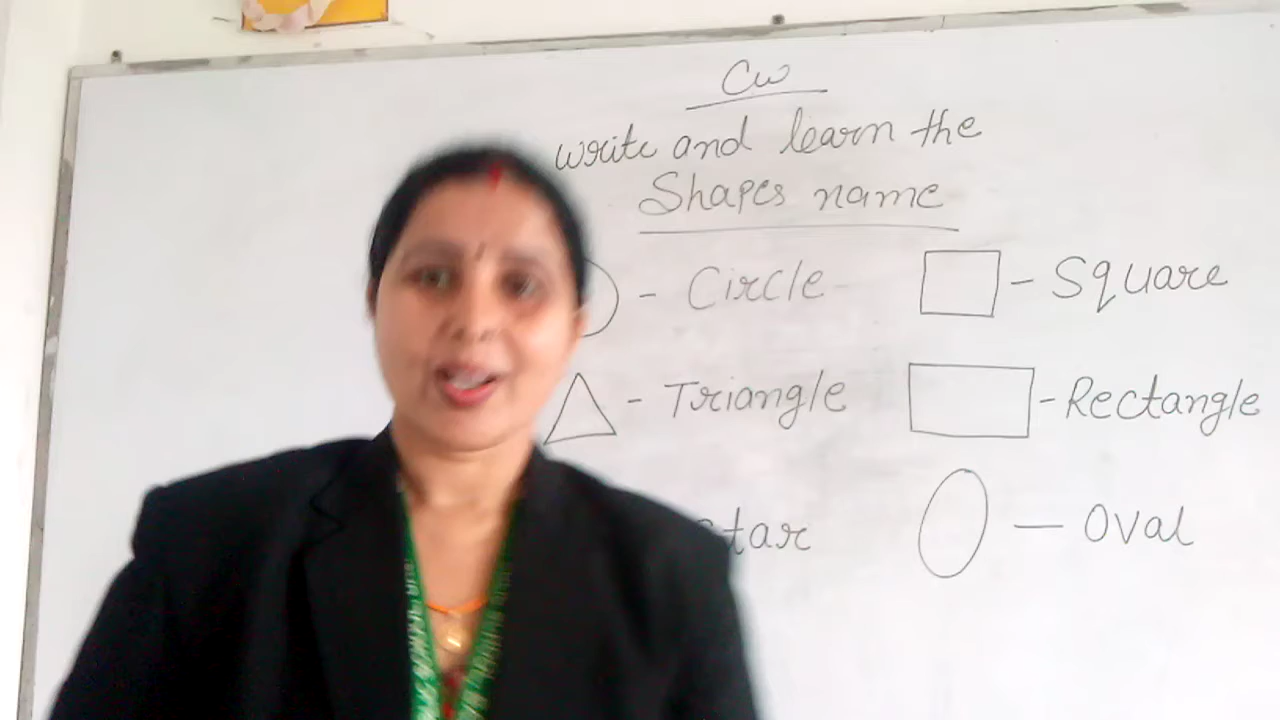 Cw
write and learn the
Shapes name
- Circle - Square
- Triangle - Rectangle
Star — Oval